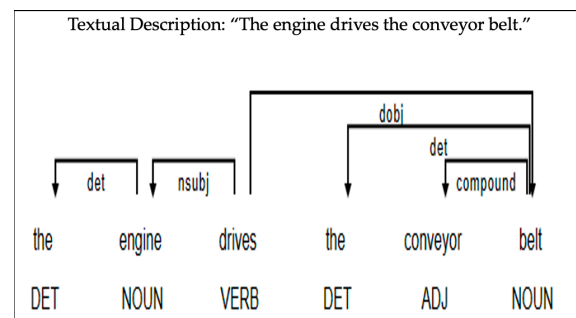 Textual Description: “The engine drives the conveyor belt.”
dobj
det
det nsubj compound
the engine drives the conveyor belt
DET NOUN VERB DET ADJ NOUN